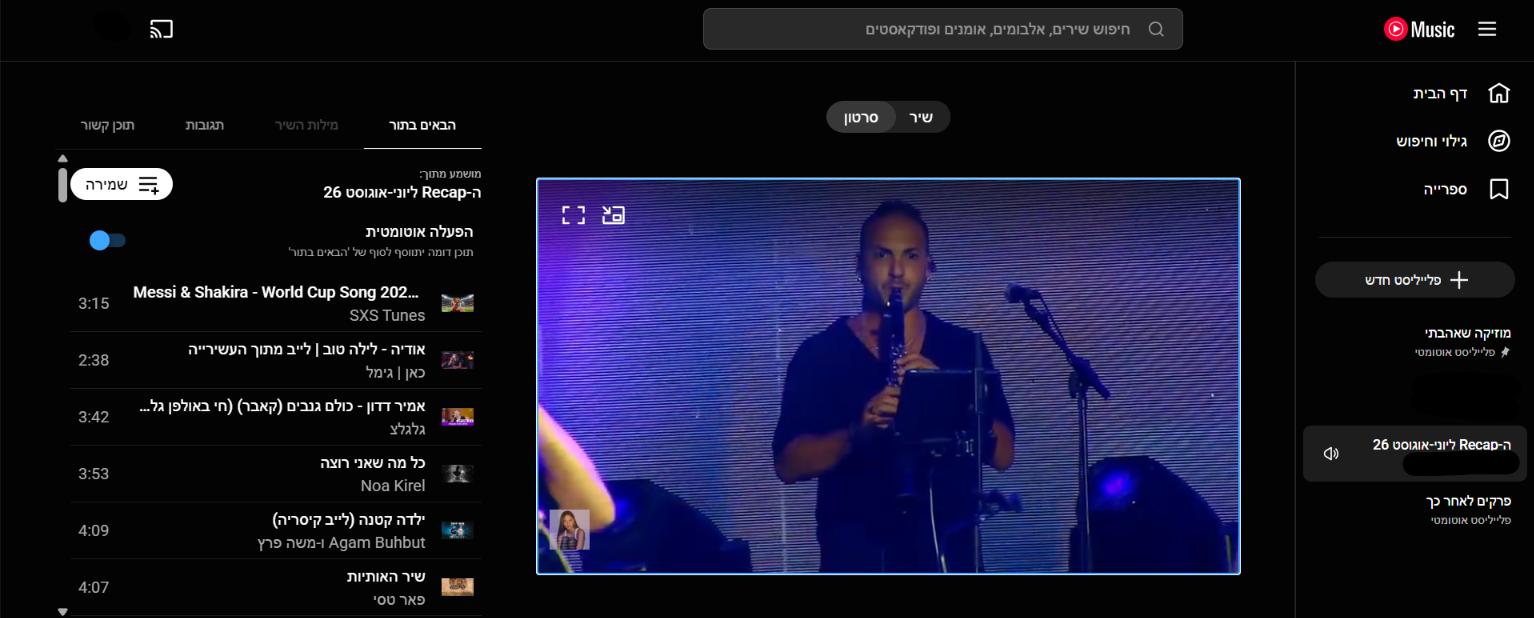 Music
חיפוש שירים, אלבומים, אומנים ופודקאסטים
דף הבית
גילוי וחיפוש
ספרייה
פלייליסט חדש
מוזיקה שאהבתי
פלייליסט אוטומטי
ה-Recap ליוני-אוגוסט 26
פרקים לאחר כך
פלייליסט אוטומטי
שיר
סרטון
הבאים בתור
מילות השיר
תגובות
תוכן קשור
מושמע מתוך:
ה-Recap ליוני-אוגוסט 26
שמירה
הפעלה אוטומטית
תוכן דומה יתווסף לסוף של 'הבאים בתור'
Messi & Shakira - World Cup Song 202...
SXS Tunes
3:15
אודיה - לילה טוב | לייב מתוך העשירייה
כאן | גימל
2:38
אמיר דדון - כולם גנבים (קאבר) (חי באולפן גל...
גלגלצ
3:42
כל מה שאני רוצה
Noa Kirel
3:53
ילדה קטנה (לייב קיסריה)
Agam Buhbut ו-משה פרץ
4:09
שיר האותיות
פאר טסי
4:07